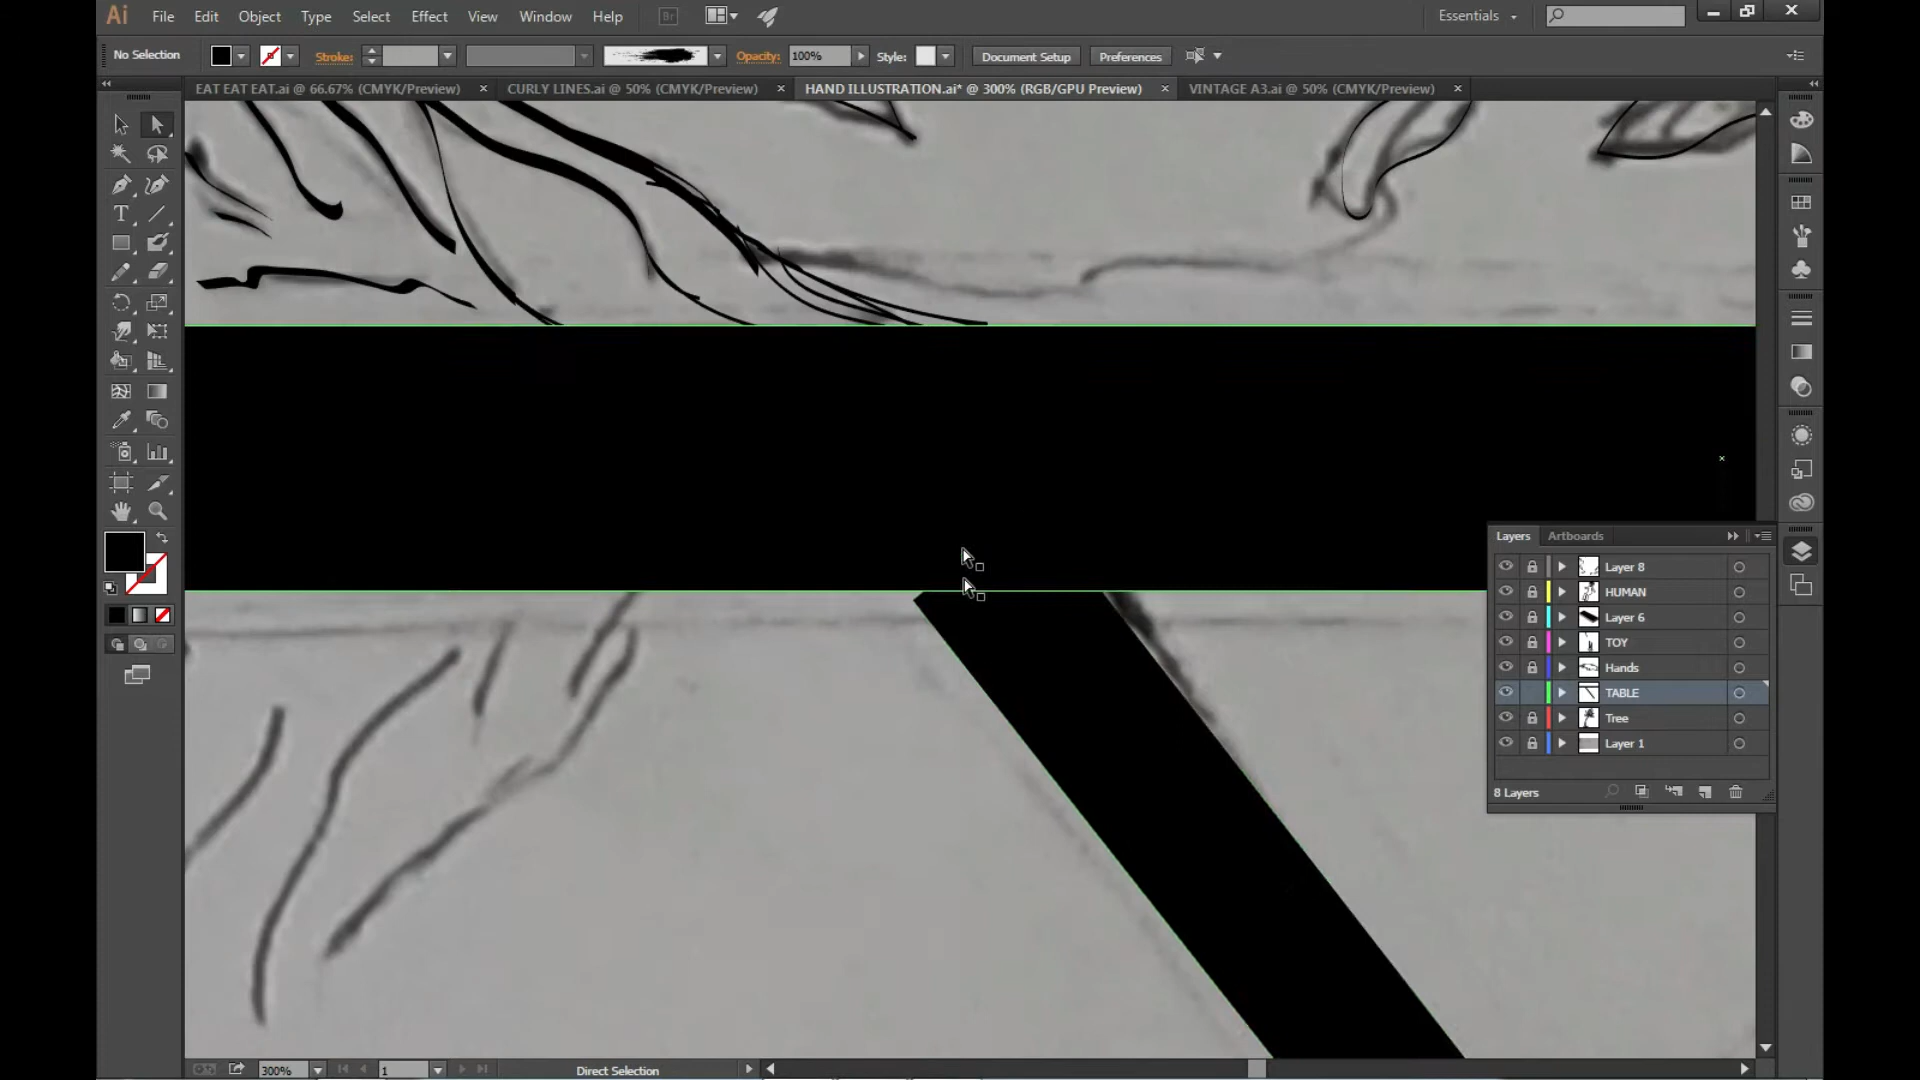 Ai File Edit Object Type Select Effect View Window Help Br Essentials
No Selection Stroke: Opacity: 100% Style: Document Setup Preferences
EAT EAT EAT.ai @ 66.67% (CMYK/Preview) × CURLY LINES.ai @ 50% (CMYK/Preview) × HAND ILLUSTRATION.ai* @ 300% (RGB/GPU Preview) × VINTAGE A3.ai @ 50% (CMYK/Preview) ×
Layers Artboards
Layer 8
HUMAN
Layer 6
TOY
Hands
TABLE
Tree
Layer 1
8 Layers
300% 1 Direct Selection